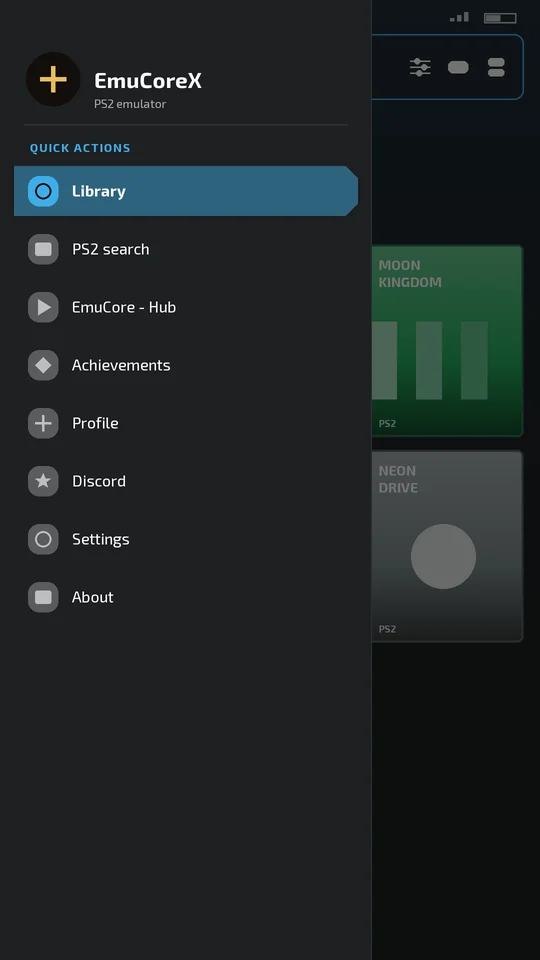 EmuCoreX
PS2 emulator
QUICK ACTIONS
Library
PS2 search
EmuCore - Hub
Achievements
Profile
Discord
Settings
About
MOON
KINGDOM
PS2
NEON
DRIVE
PS2